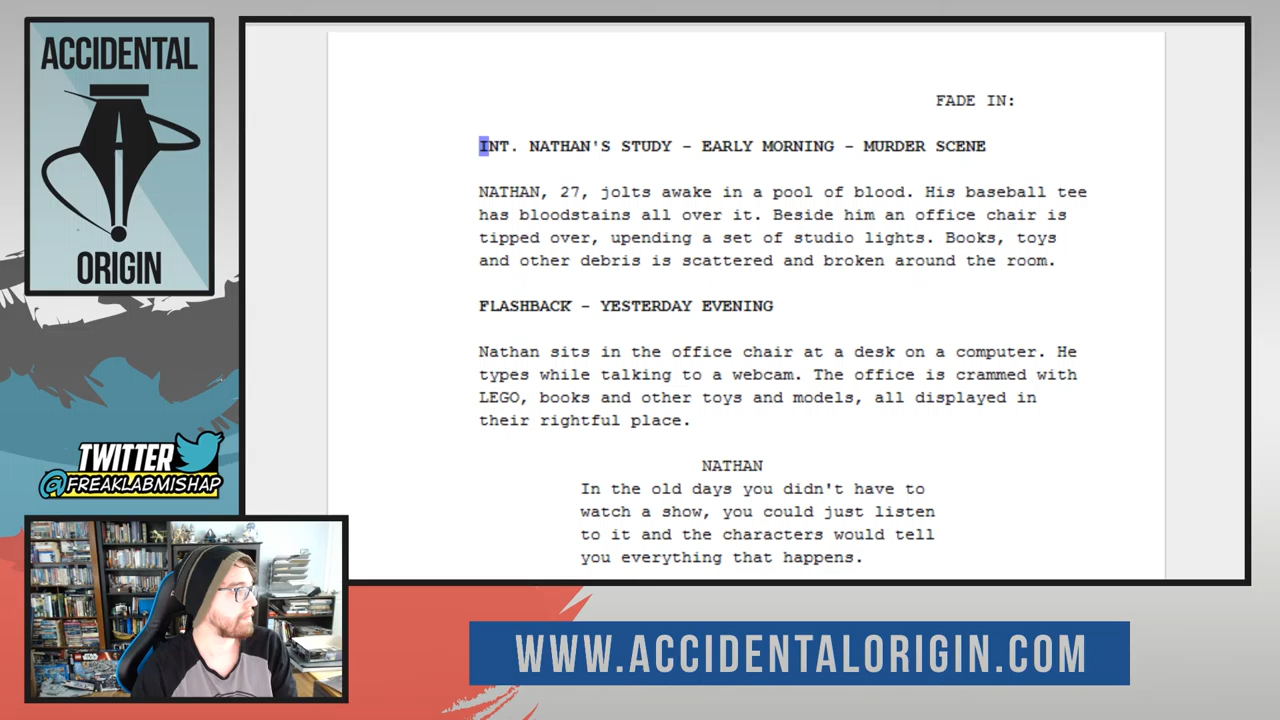 ACCIDENTAL
ORIGIN
FADE IN:
INT. NATHAN'S STUDY - EARLY MORNING - MURDER SCENE
NATHAN, 27, jolts awake in a pool of blood. His baseball tee
has bloodstains all over it. Beside him an office chair is
tipped over, upending a set of studio lights. Books, toys
and other debris is scattered and broken around the room.
FLASHBACK - YESTERDAY EVENING
Nathan sits in the office chair at a desk on a computer. He
types while talking to a webcam. The office is crammed with
LEGO, books and other toys and models, all displayed in
their rightful place.
NATHAN
In the old days you didn't have to
watch a show, you could just listen
to it and the characters would tell
you everything that happens.
TWITTER
@FREAKLABMISHAP
WWW.ACCIDENTALORIGIN.COM